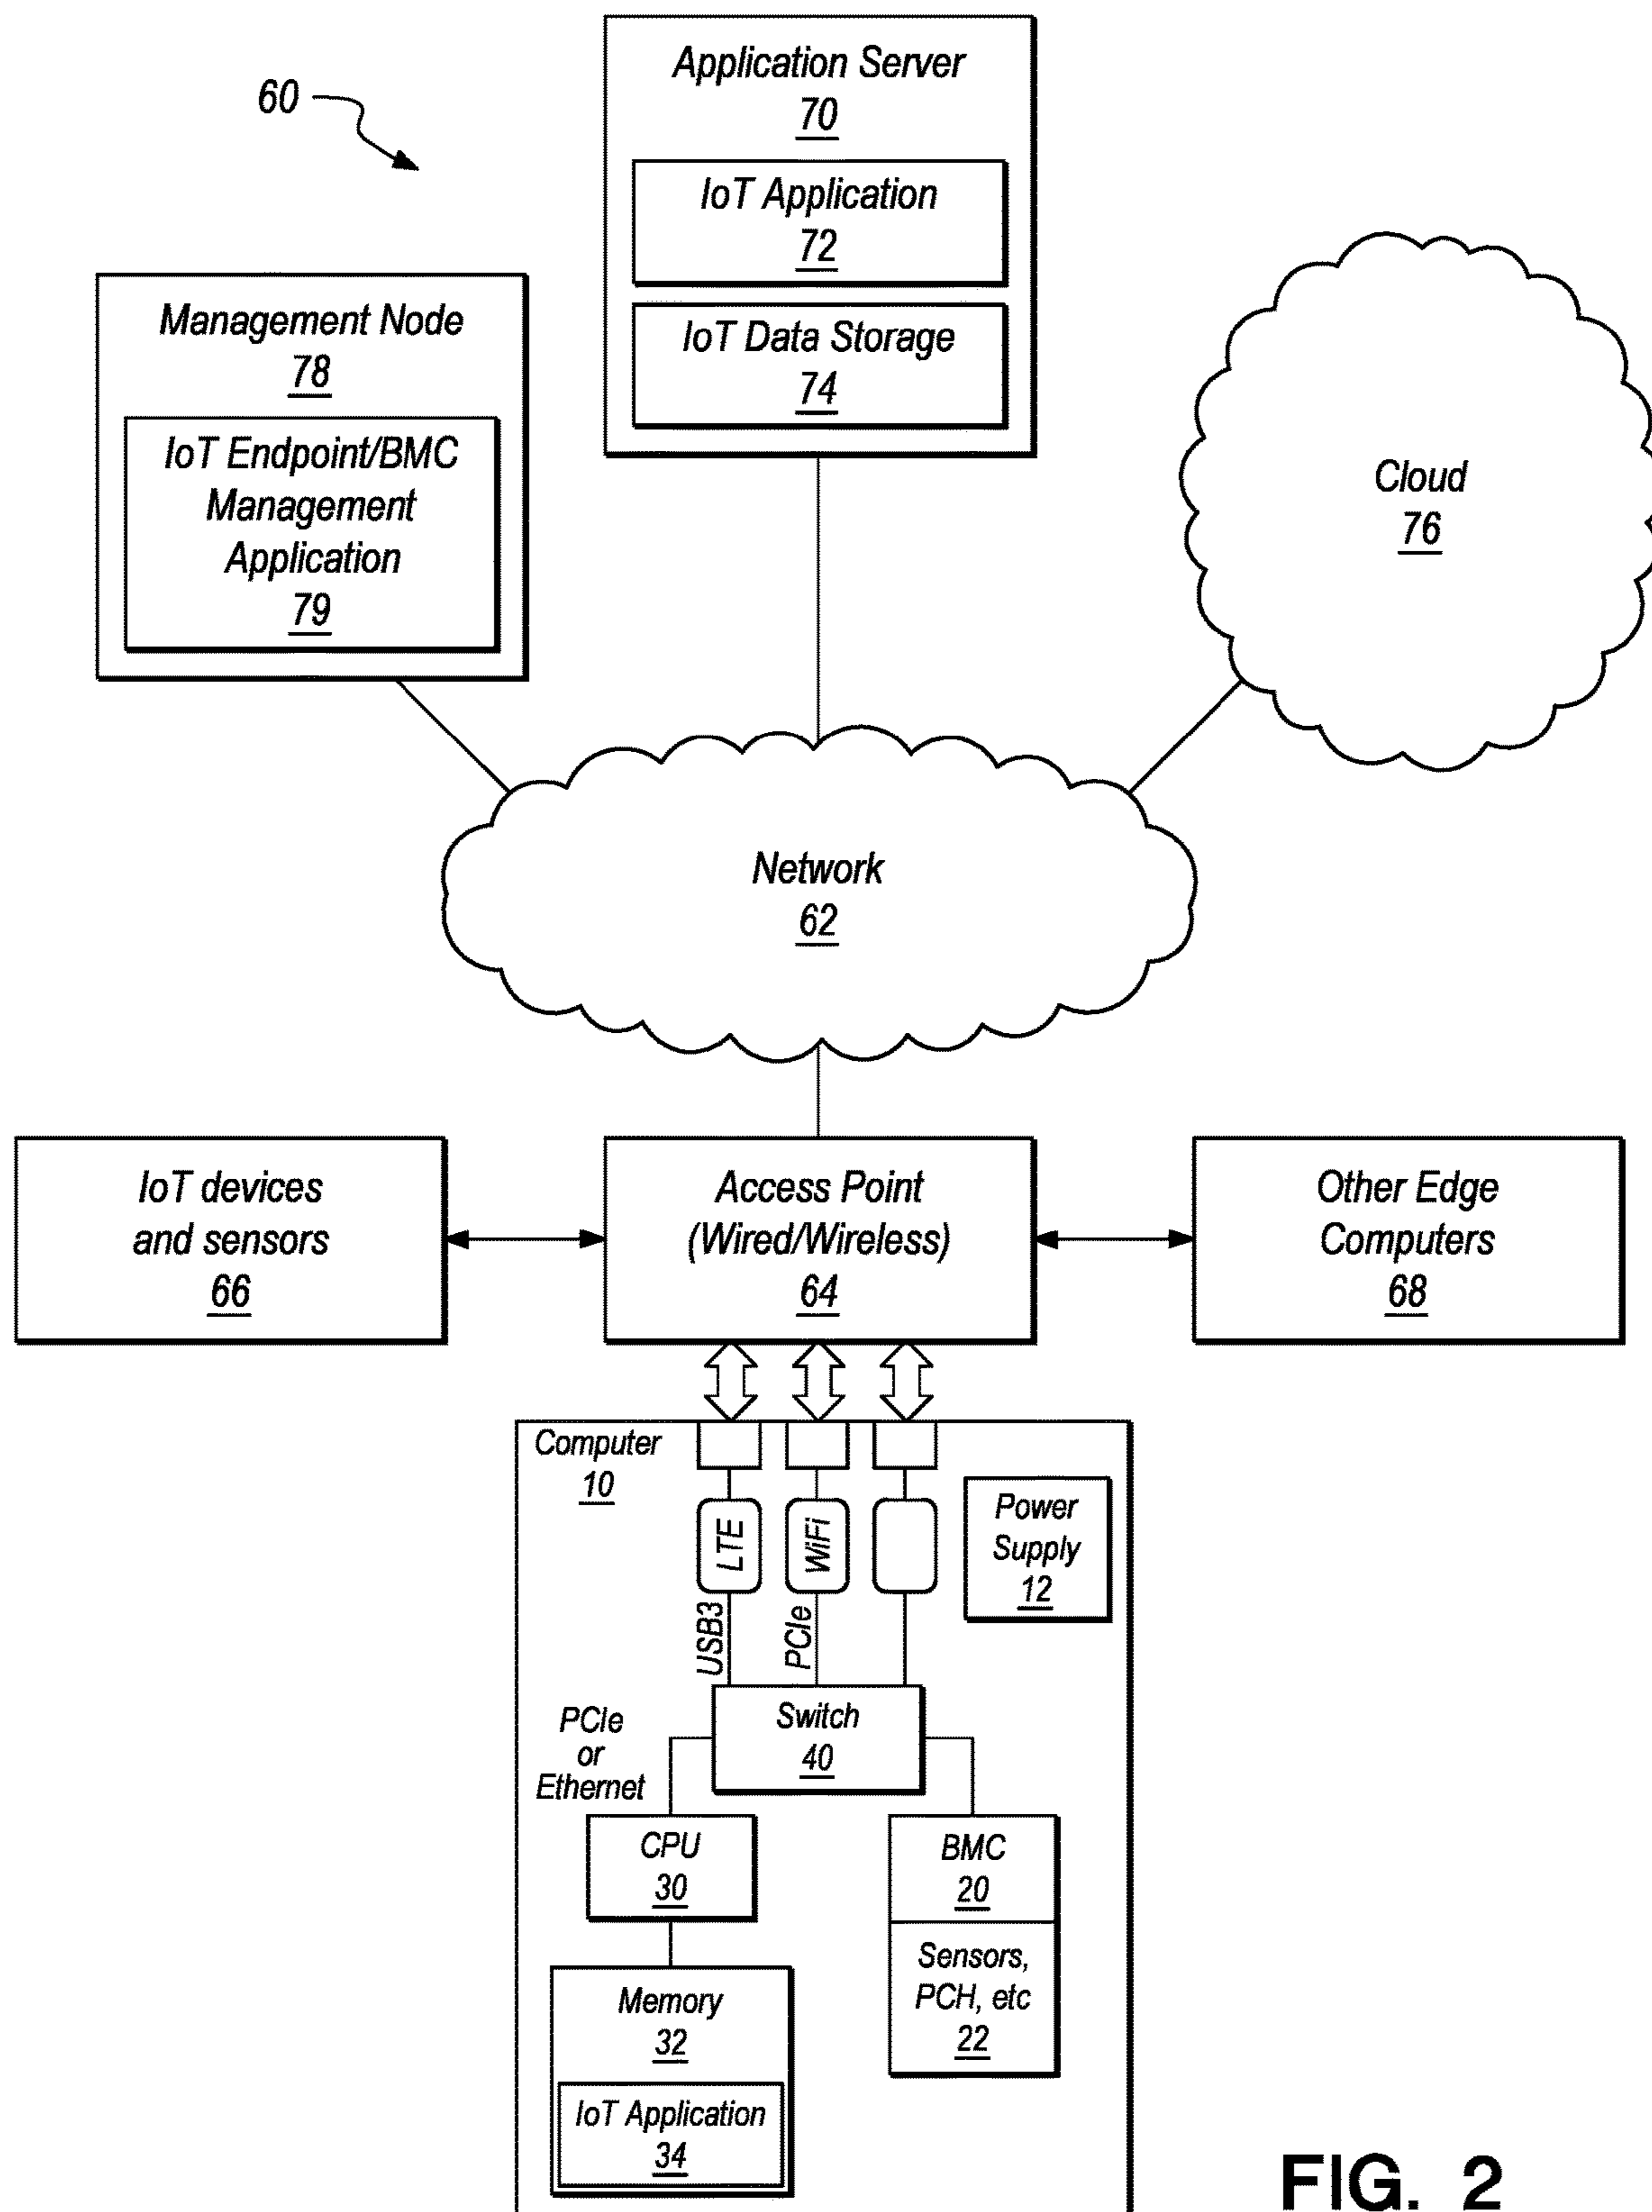 60
Application Server
70
IoT Application
72
IoT Data Storage
74
Management Node
78
IoT Endpoint/BMC
Management
Application
79
Cloud
76
Network
62
IoT devices
and sensors
66
Access Point
(Wired/Wireless)
64
Other Edge
Computers
68
Computer
10
LTE
WiFi
Power
Supply
12
USB3
PCIe
Switch
40
PCIe
or
Ethernet
CPU
30
BMC
20
Sensors,
PCH, etc
22
Memory
32
IoT Application
34
FIG. 2